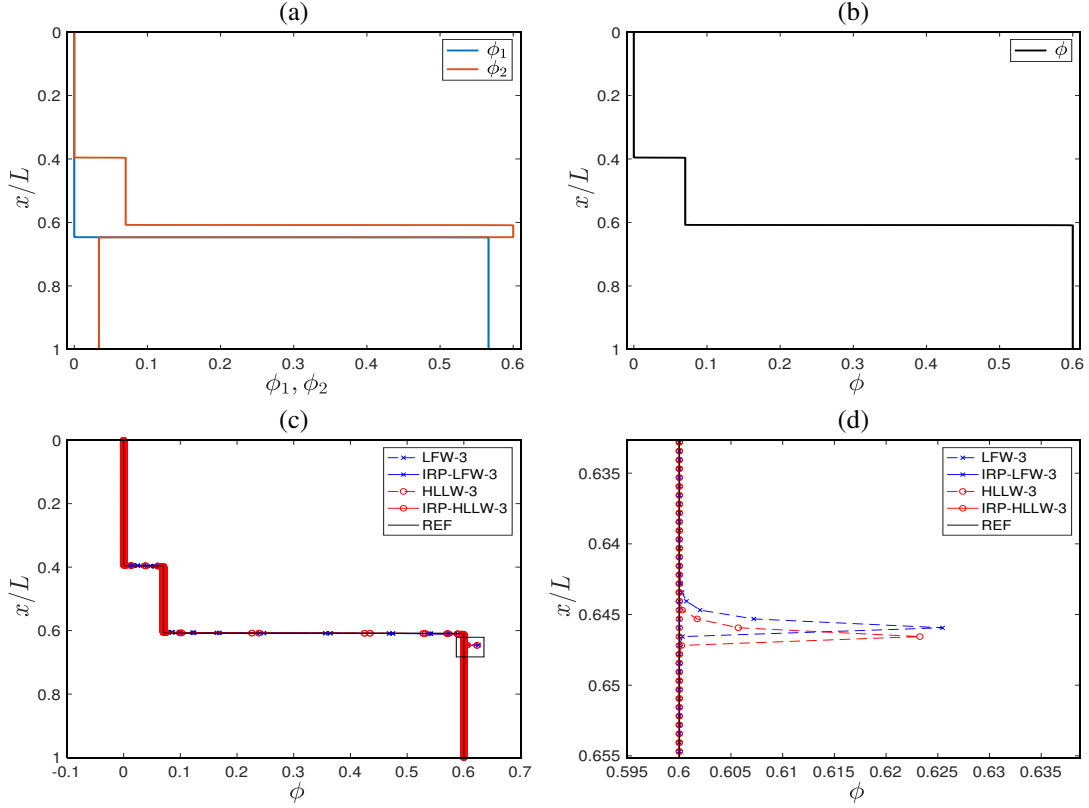 (a)
0
0.2
0.4
0.6
0.8
1
0
0.1
0.2
0.3
0.4
0.5
0.6
x/L
ϕ₁, ϕ₂
ϕ₁
ϕ₂
(b)
0
0.2
0.4
0.6
0.8
1
0
0.1
0.2
0.3
0.4
0.5
0.6
x/L
ϕ
ϕ
(c)
0
0.2
0.4
0.6
0.8
1
-0.1
0
0.1
0.2
0.3
0.4
0.5
0.6
0.7
x/L
ϕ
LFW-3
IRP-LFW-3
HLLW-3
IRP-HLLW-3
REF
(d)
0.635
0.64
0.645
0.65
0.655
0.595
0.6
0.605
0.61
0.615
0.62
0.625
0.63
0.635
x/L
ϕ
LFW-3
IRP-LFW-3
HLLW-3
IRP-HLLW-3
REF